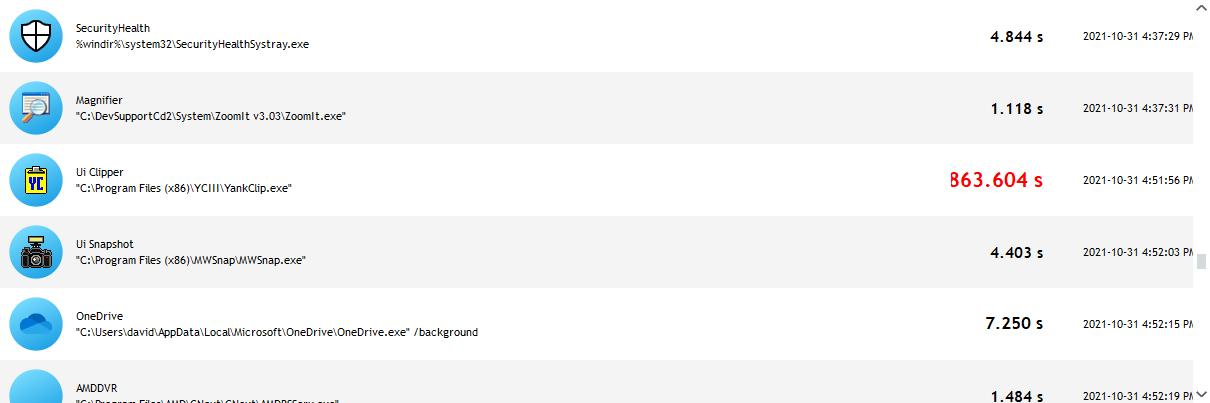 SecurityHealth
%windir%\system32\SecurityHealthSystray.exe
4.844 s
2021-10-31 4:37:29 PM
Magnifier
"C:\DevSupportCd2\System\ZoomIt v3.03\ZoomIt.exe"
1.118 s
2021-10-31 4:37:31 PM
YC
Ui Clipper
"C:\Program Files (x86)\YCIII\YankClip.exe"
863.604 s
2021-10-31 4:51:56 PM
Ui Snapshot
"C:\Program Files (x86)\MWSnap\MWSnap.exe"
4.403 s
2021-10-31 4:52:03 PM
OneDrive
"C:\Users\david\AppData\Local\Microsoft\OneDrive\OneDrive.exe" /background
7.250 s
2021-10-31 4:52:15 PM
AMDDVR
1.484 s
2021-10-31 4:52:19 PM